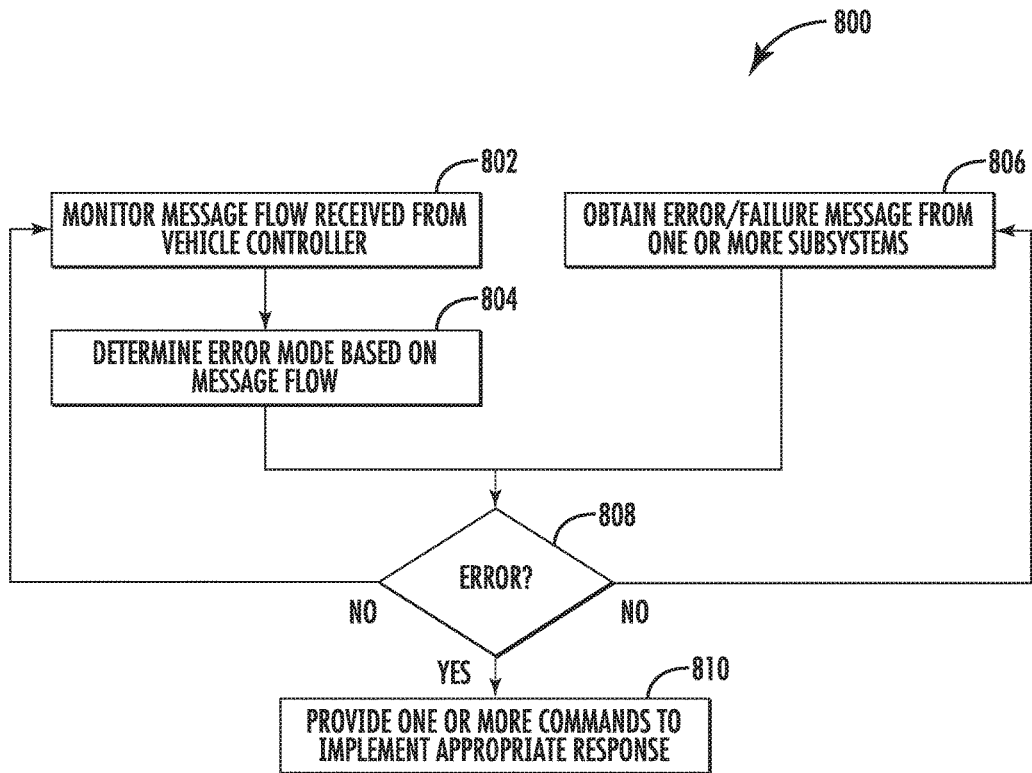 800
802
MONITOR MESSAGE FLOW RECEIVED FROM
VEHICLE CONTROLLER
806
OBTAIN ERROR/FAILURE MESSAGE FROM
ONE OR MORE SUBSYSTEMS
804
DETERMINE ERROR MODE BASED ON
MESSAGE FLOW
808
ERROR?
NO
NO
YES
810
PROVIDE ONE OR MORE COMMANDS TO
IMPLEMENT APPROPRIATE RESPONSE